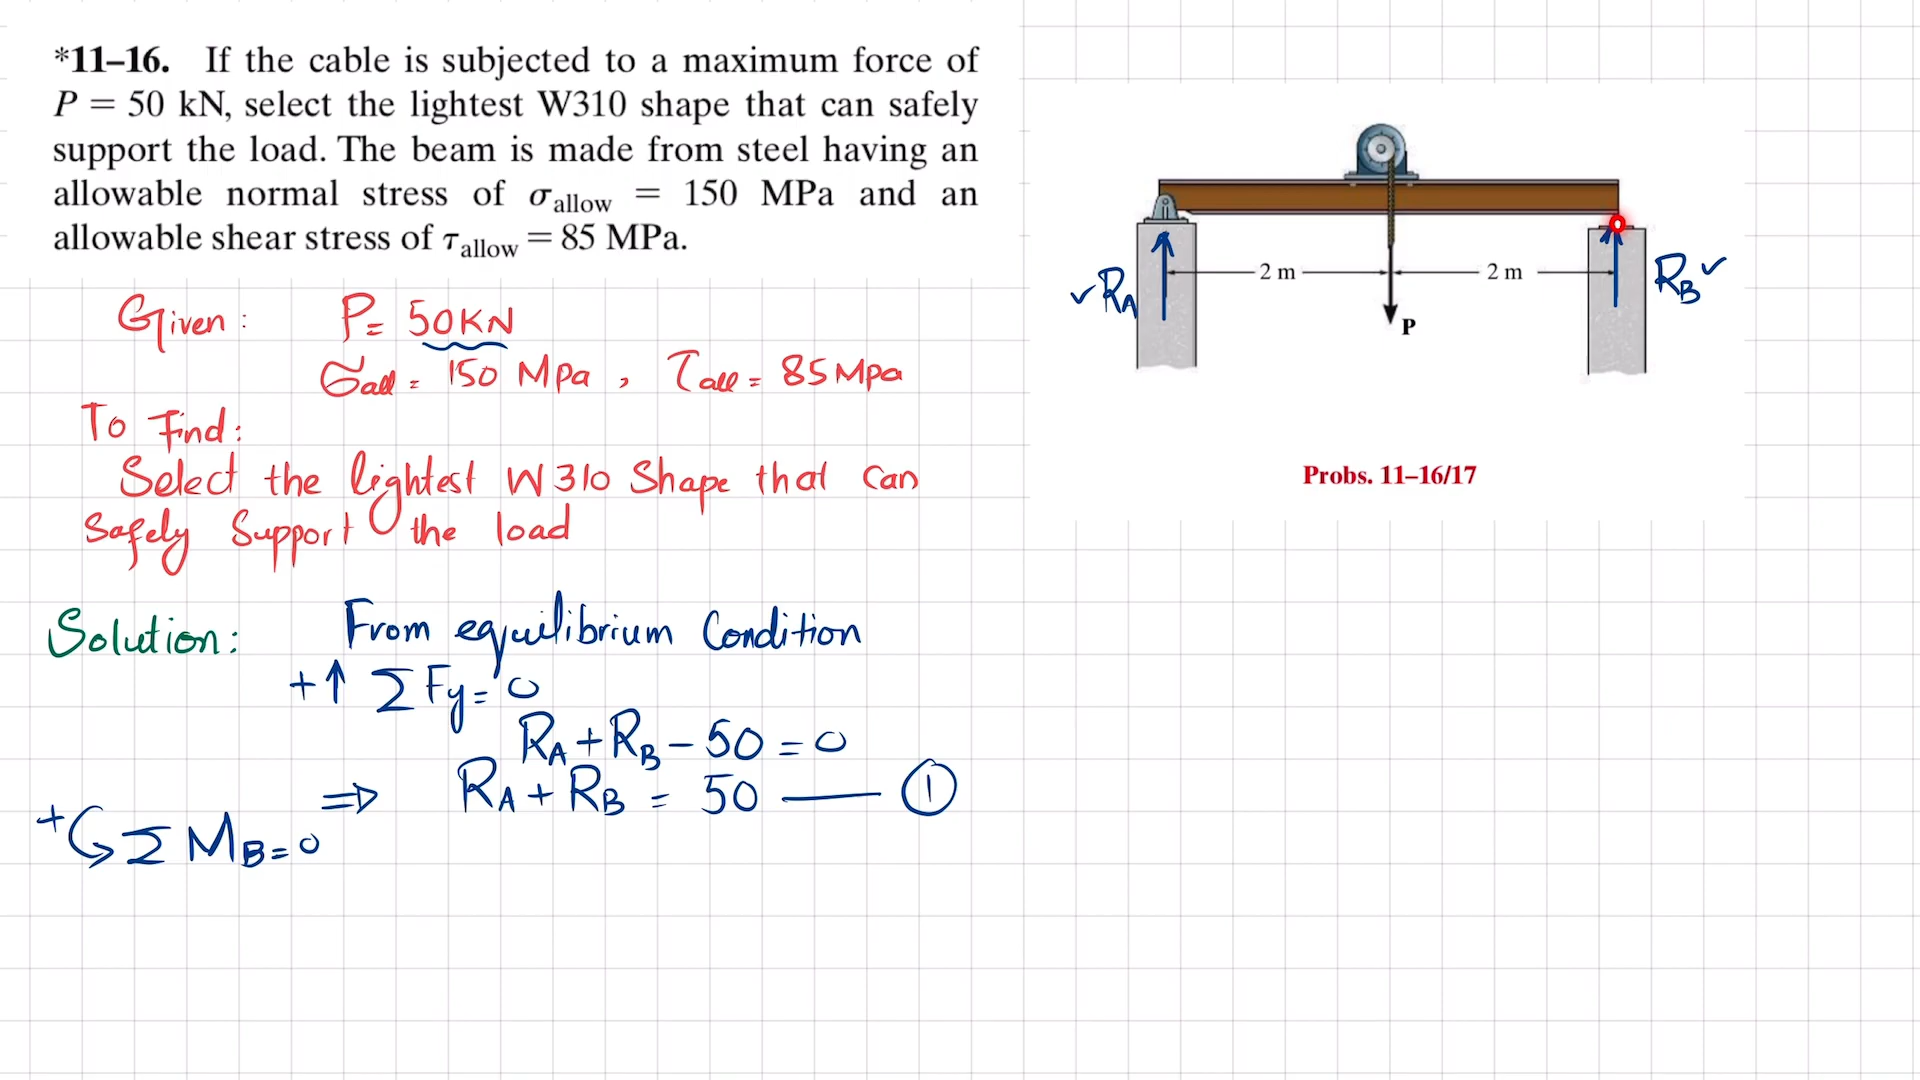 *11–16. If the cable is subjected to a maximum force of
P = 50 kN, select the lightest W310 shape that can safely
support the load. The beam is made from steel having an
allowable normal stress of σallow = 150 MPa and an
allowable shear stress of τallow = 85 MPa.
Given: P = 50KN
σall = 150 Mpa , τall = 85Mpa
To Find:
Select the lightest W310 Shape that Can
Safely Support the load
Solution: From equilibrium Condition
+↑ ΣFy = 0
RA + RB − 50 = 0
⇒ RA + RB = 50 —— ①
+↺ ΣMB = 0
✓RA
2 m
2 m
RB✓
P
Probs. 11–16/17